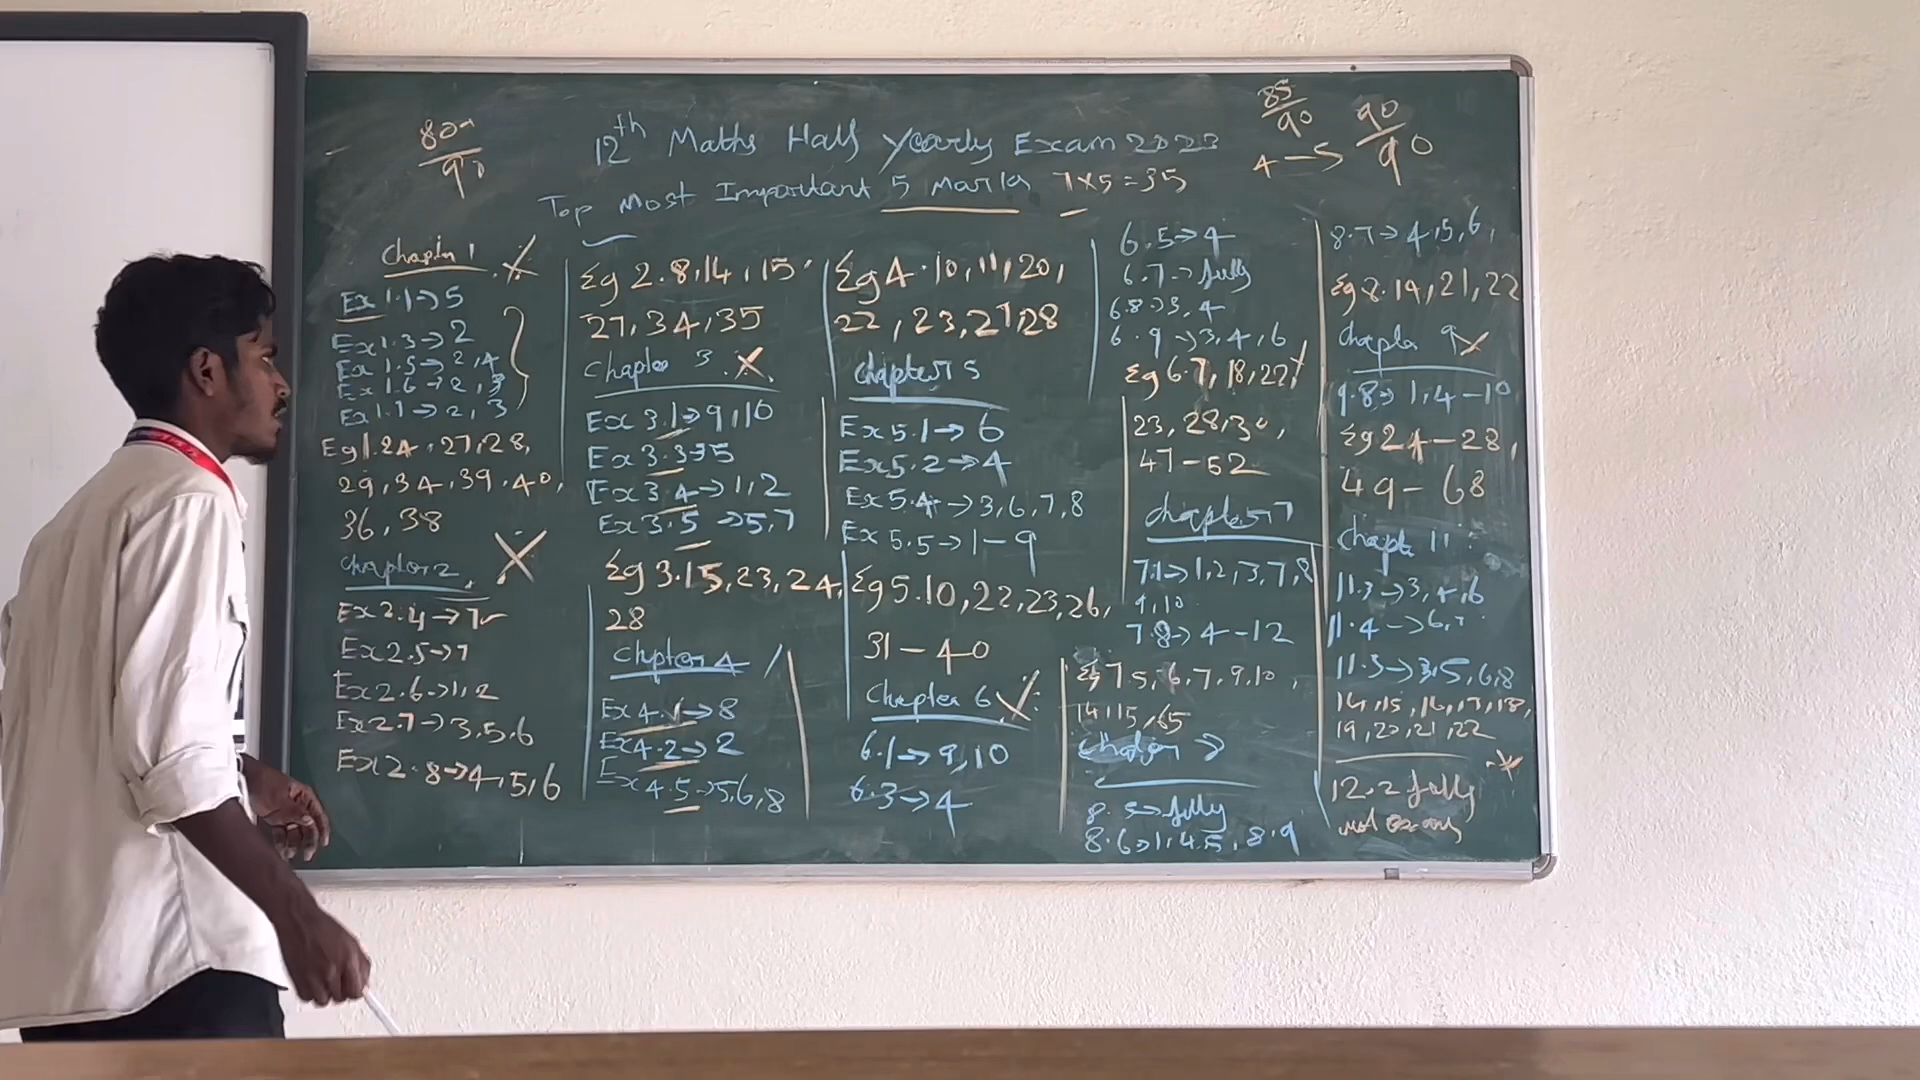 80
90
12th Maths Half Yearly Exam 2023
Top Most Important 5 Marks 7x5=35
85
90
4-5
90
90
Chapter 1
Ex 1.1→5
Ex 1.3→2
Ex 1.5→2,4
Ex 1.6→2,3
Ex 1.7→2,3
Eg 1.24,27,28,
29,34,39,40,
36,38
Chapter 2
Ex 2.4→7
Ex 2.5→7
Ex 2.6→1,2
Ex 2.7→3,5,6
Ex 2.8→4,5,6
Eg 2.8,14,15
27,34,35
Chapter 3
Ex 3.1→9,10
Ex 3.3→5
Ex 3.4→1,2
Ex 3.5→5,7
Eg 3.15,23,24,
28
Chpter 4
Ex 4.1→8
Ex 4.2→2
Ex 4.5→5,6,8
Eg 4.10,11,20,
22,23,27,28
Chapter 5
Ex 5.1→6
Ex 5.2→4
Ex 5.4→3,6,7,8
Ex 5.5→1-9
Eg 5.10,22,23,26,
31-40
Chapter 6
6.1→9,10
6.3→4
6.5→4
6.7→fully
6.8→3,4
6.9→3,4,6
Eg 6.7,18,22,
23,28,30,
47-52
Chapter 7
7.1→1,2,3,7,8
9,10
7.8→4-12
Eg 7 5,6,7,9,10,
14,15,65
8.5→fully
8.6→1,4,5,8,9
8.7→4,5,6,
Eg 8.14,21,22
Chapter 9
9.8→1,4-10
Eg 24-28,
49-68
Chapt 11
11.3→3,4,6
11.4→6,7
11.3→3,5,6,8
14,15,16,17,18,
19,20,21,22
12.2 fully